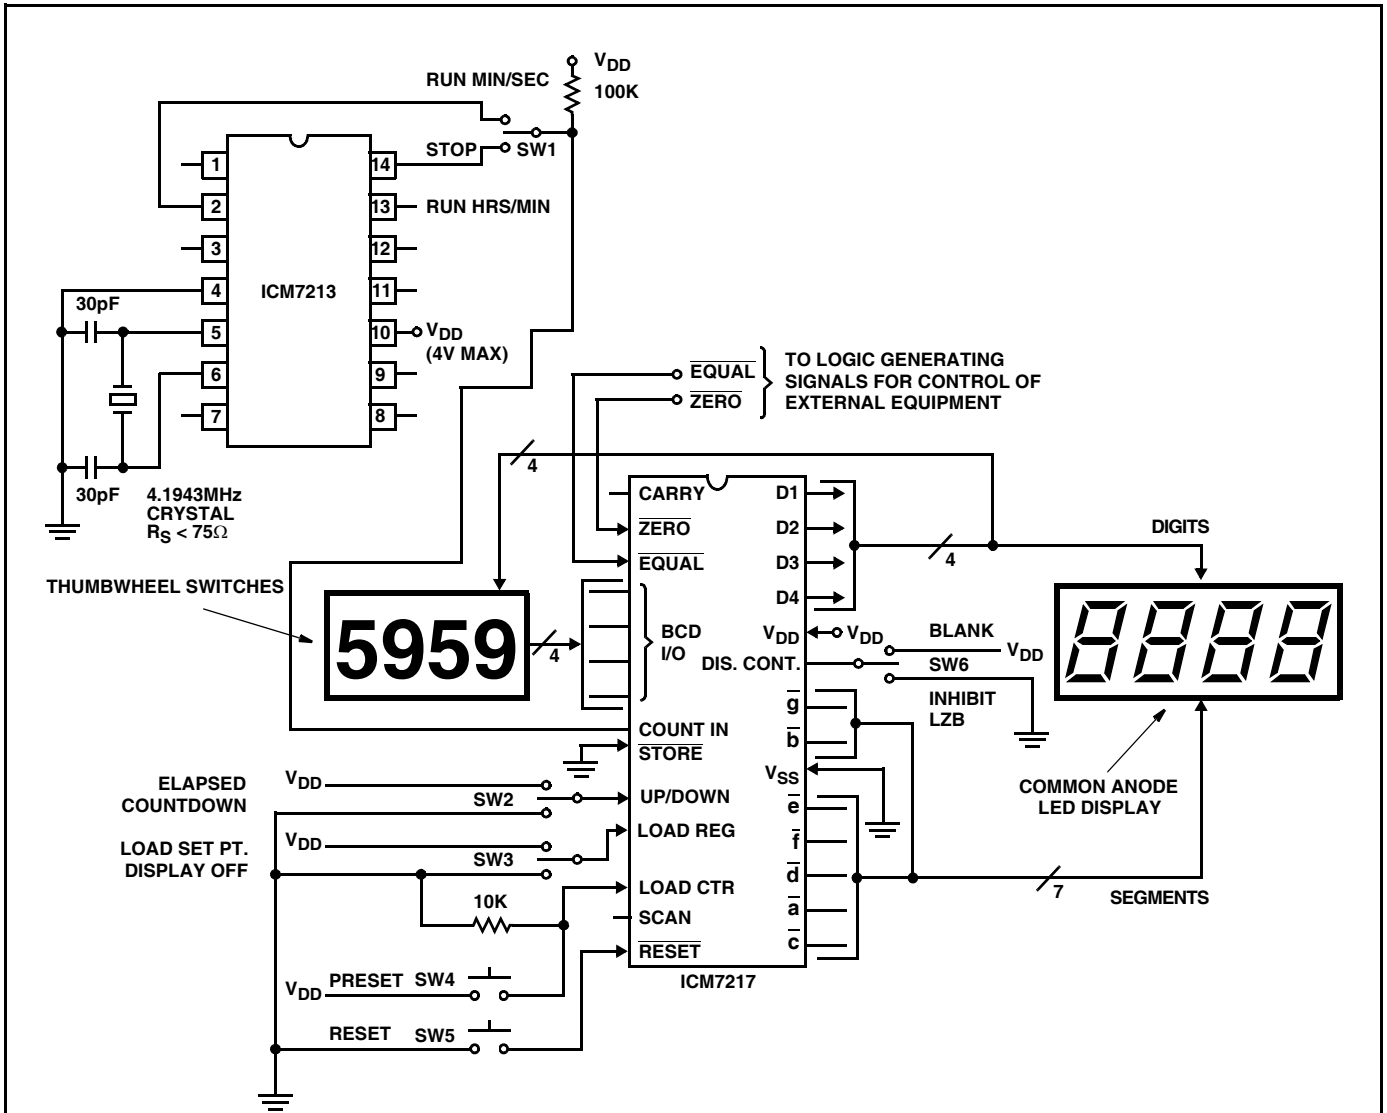 VDD
100K
RUN MIN/SEC
STOP
SW1
1
2
3
4
5
6
7
ICM7213
14
13
12
11
10
9
8
RUN HRS/MIN
VDD
(4V MAX)
30pF
30pF
4.1943MHz
CRYSTAL
RS < 75Ω
EQUAL
ZERO
TO LOGIC GENERATING
SIGNALS FOR CONTROL OF
EXTERNAL EQUIPMENT
4
THUMBWHEEL SWITCHES
5959
4
CARRY
ZERO
EQUAL
BCD
I/O
COUNT IN
STORE
UP/DOWN
LOAD REG
LOAD CTR
SCAN
RESET
D1
D2
D3
D4
VDD
DIS. CONT.
g
b
VSS
e
f
d
a
c
ICM7217
4
DIGITS
VDD
BLANK
VDD
SW6
INHIBIT
LZB
8888
COMMON ANODE
LED DISPLAY
7
SEGMENTS
ELAPSED
COUNTDOWN
VDD
SW2
LOAD SET PT.
DISPLAY OFF
VDD
SW3
10K
VDD
PRESET SW4
RESET SW5